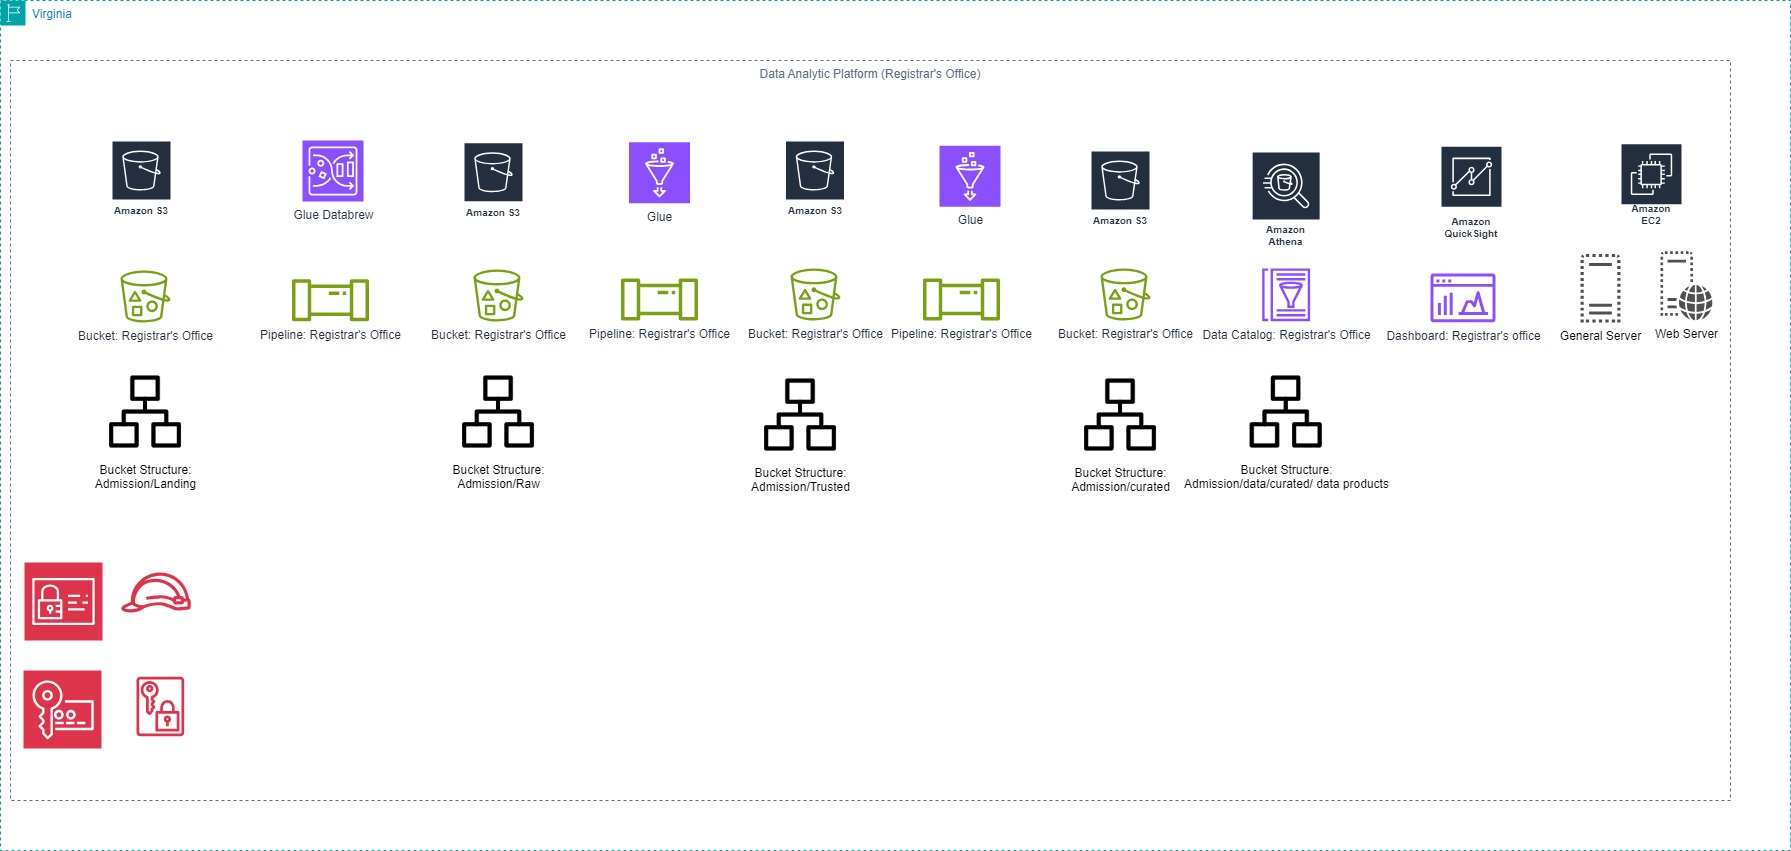 Virginia
Data Analytic Platform (Registrar's Office)
Amazon S3
Glue Databrew
Amazon S3
Glue
Amazon S3
Glue
Amazon S3
Amazon
Athena
Amazon
QuickSight
Amazon
EC2
Bucket: Registrar's Office
Pipeline: Registrar's Office
Bucket: Registrar's Office
Pipeline: Registrar's Office
Bucket: Registrar's Office
Pipeline: Registrar's Office
Bucket: Registrar's Office
Data Catalog: Registrar's Office
Dashboard: Registrar's office
General Server
Web Server
Bucket Structure:
Admission/Landing
Bucket Structure:
Admission/Raw
Bucket Structure:
Admission/Trusted
Bucket Structure:
Admission/curated
Bucket Structure:
Admission/data/curated/ data products